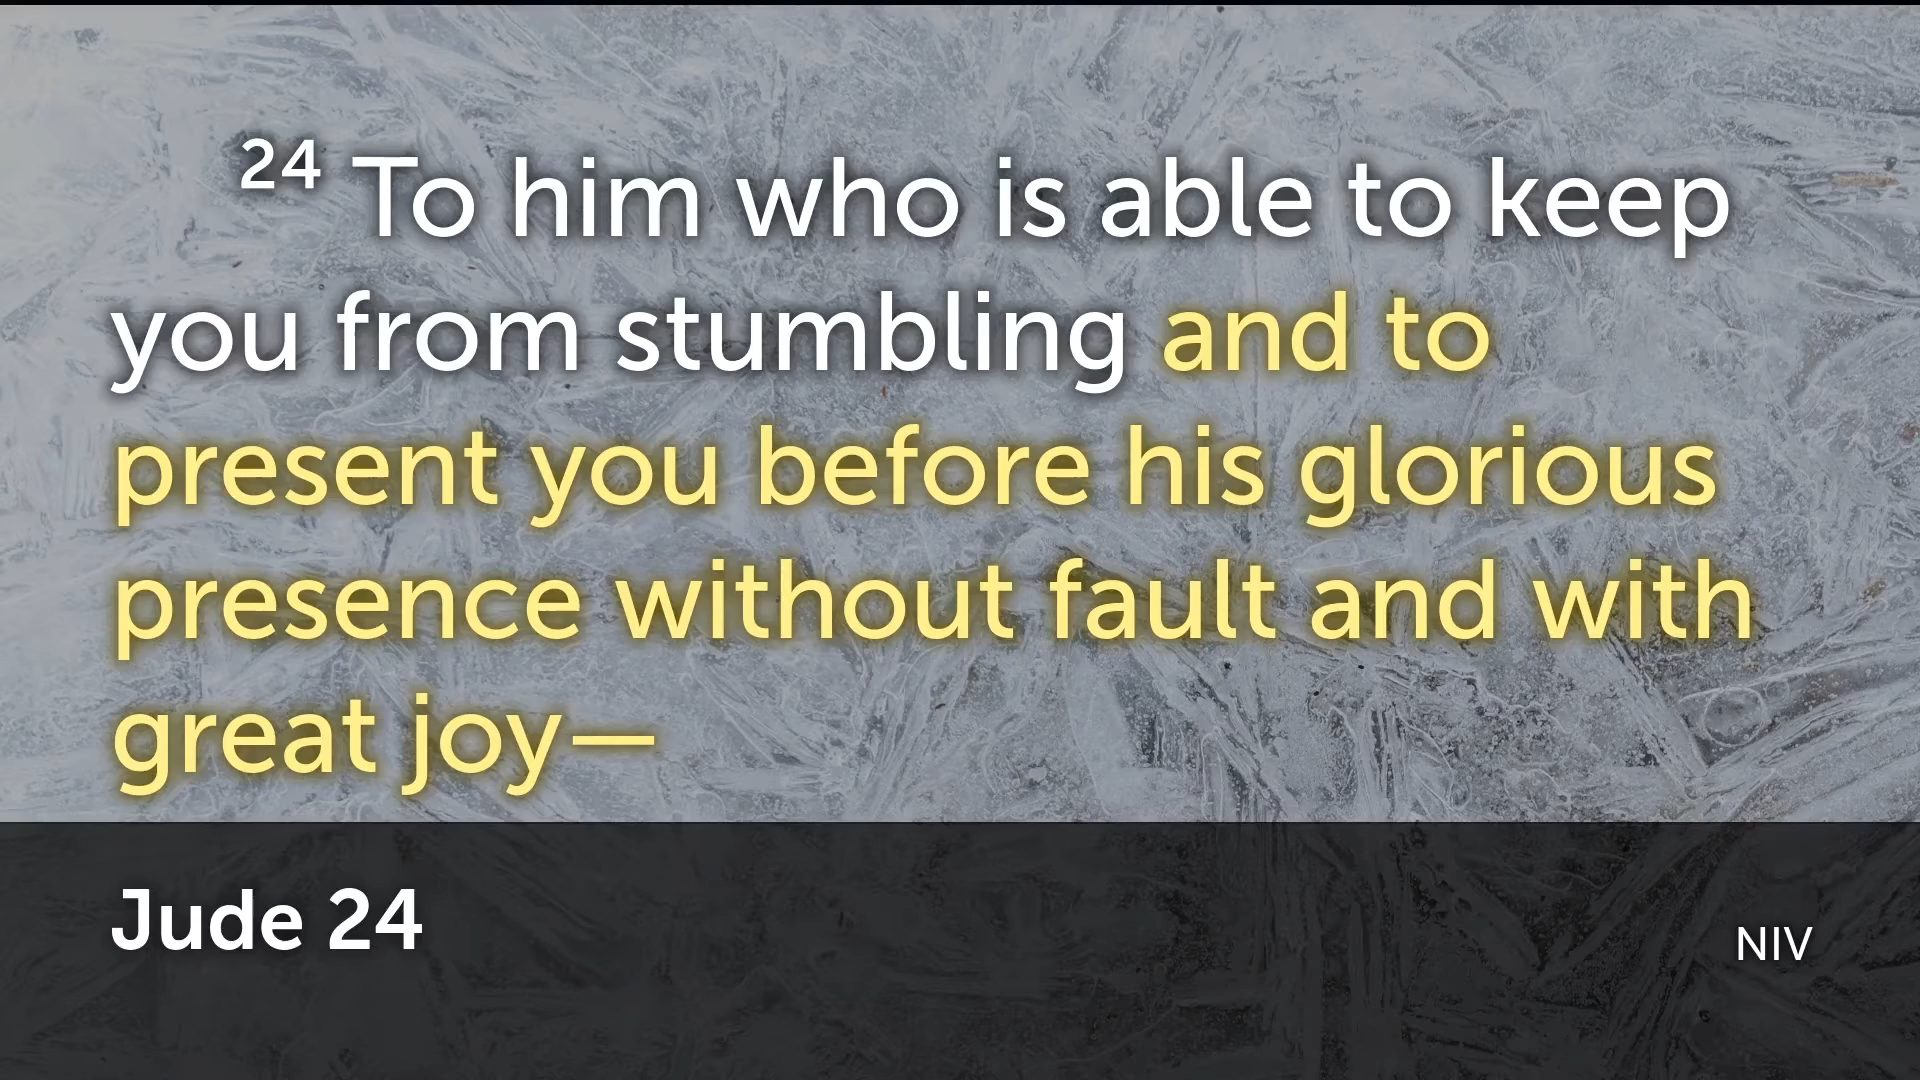 24 To him who is able to keep
you from stumbling and to
present you before his glorious
presence without fault and with
great joy—
Jude 24
NIV